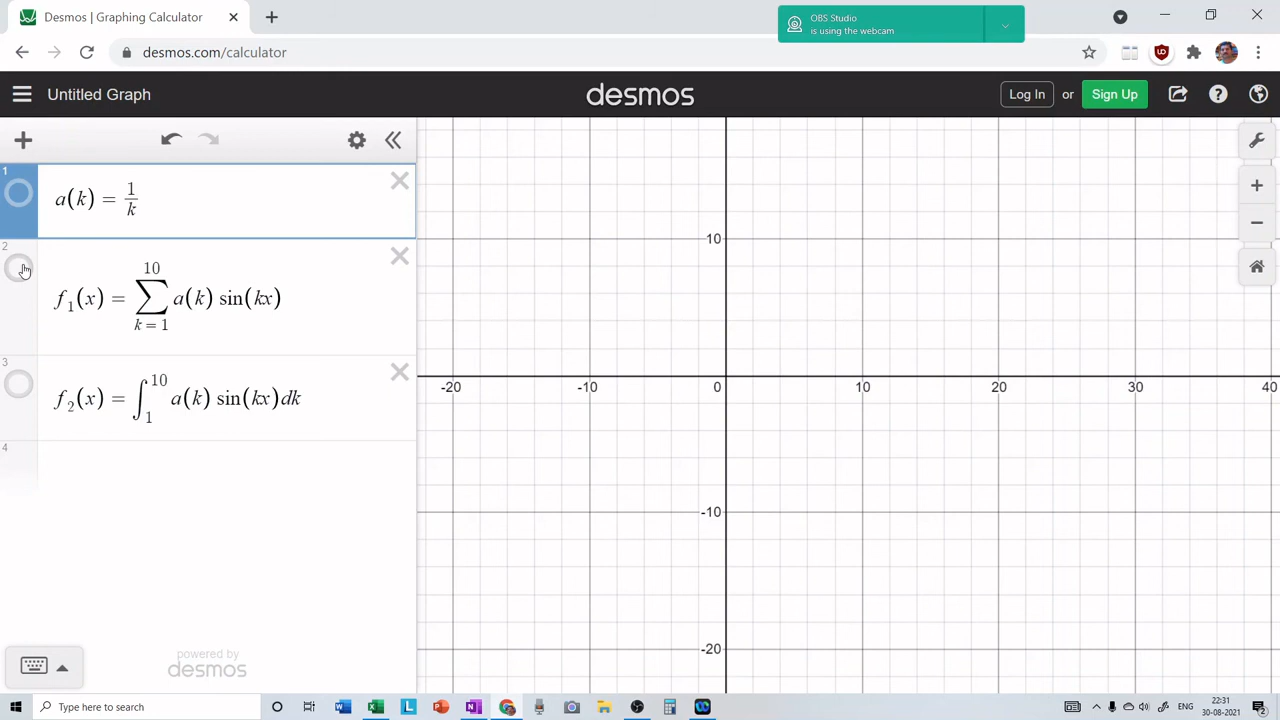 Desmos | Graphing Calculator
OBS Studio
is using the webcam
desmos.com/calculator
Untitled Graph
desmos
Log In or Sign Up
1
a(k) = 1/k
2
f₁(x) = ∑_{k=1}^{10} a(k) sin(kx)
3
f₂(x) = ∫_1^{10} a(k) sin(kx)dk
4
powered by
desmos
10
-20 -10 0 10 20 30 40
-10
-20
Type here to search
ENG
22:31
30-08-2021
2